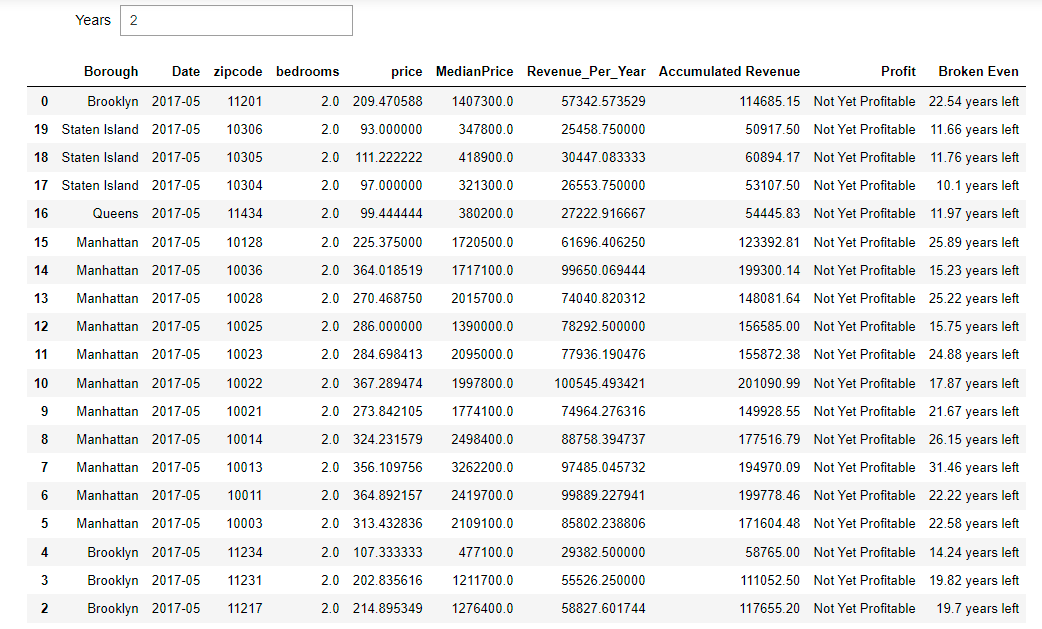 Years 2
Borough Date zipcode bedrooms price MedianPrice Revenue_Per_Year Accumulated Revenue Profit Broken Even
0 Brooklyn 2017-05 11201 2.0 209.470588 1407300.0 57342.573529 114685.15 Not Yet Profitable 22.54 years left
19 Staten Island 2017-05 10306 2.0 93.000000 347800.0 25458.750000 50917.50 Not Yet Profitable 11.66 years left
18 Staten Island 2017-05 10305 2.0 111.222222 418900.0 30447.083333 60894.17 Not Yet Profitable 11.76 years left
17 Staten Island 2017-05 10304 2.0 97.000000 321300.0 26553.750000 53107.50 Not Yet Profitable 10.1 years left
16 Queens 2017-05 11434 2.0 99.444444 380200.0 27222.916667 54445.83 Not Yet Profitable 11.97 years left
15 Manhattan 2017-05 10128 2.0 225.375000 1720500.0 61696.406250 123392.81 Not Yet Profitable 25.89 years left
14 Manhattan 2017-05 10036 2.0 364.018519 1717100.0 99650.069444 199300.14 Not Yet Profitable 15.23 years left
13 Manhattan 2017-05 10028 2.0 270.468750 2015700.0 74040.820312 148081.64 Not Yet Profitable 25.22 years left
12 Manhattan 2017-05 10025 2.0 286.000000 1390000.0 78292.500000 156585.00 Not Yet Profitable 15.75 years left
11 Manhattan 2017-05 10023 2.0 284.698413 2095000.0 77936.190476 155872.38 Not Yet Profitable 24.88 years left
10 Manhattan 2017-05 10022 2.0 367.289474 1997800.0 100545.493421 201090.99 Not Yet Profitable 17.87 years left
9 Manhattan 2017-05 10021 2.0 273.842105 1774100.0 74964.276316 149928.55 Not Yet Profitable 21.67 years left
8 Manhattan 2017-05 10014 2.0 324.231579 2498400.0 88758.394737 177516.79 Not Yet Profitable 26.15 years left
7 Manhattan 2017-05 10013 2.0 356.109756 3262200.0 97485.045732 194970.09 Not Yet Profitable 31.46 years left
6 Manhattan 2017-05 10011 2.0 364.892157 2419700.0 99889.227941 199778.46 Not Yet Profitable 22.22 years left
5 Manhattan 2017-05 10003 2.0 313.432836 2109100.0 85802.238806 171604.48 Not Yet Profitable 22.58 years left
4 Brooklyn 2017-05 11234 2.0 107.333333 477100.0 29382.500000 58765.00 Not Yet Profitable 14.24 years left
3 Brooklyn 2017-05 11231 2.0 202.835616 1211700.0 55526.250000 111052.50 Not Yet Profitable 19.82 years left
2 Brooklyn 2017-05 11217 2.0 214.895349 1276400.0 58827.601744 117655.20 Not Yet Profitable 19.7 years left